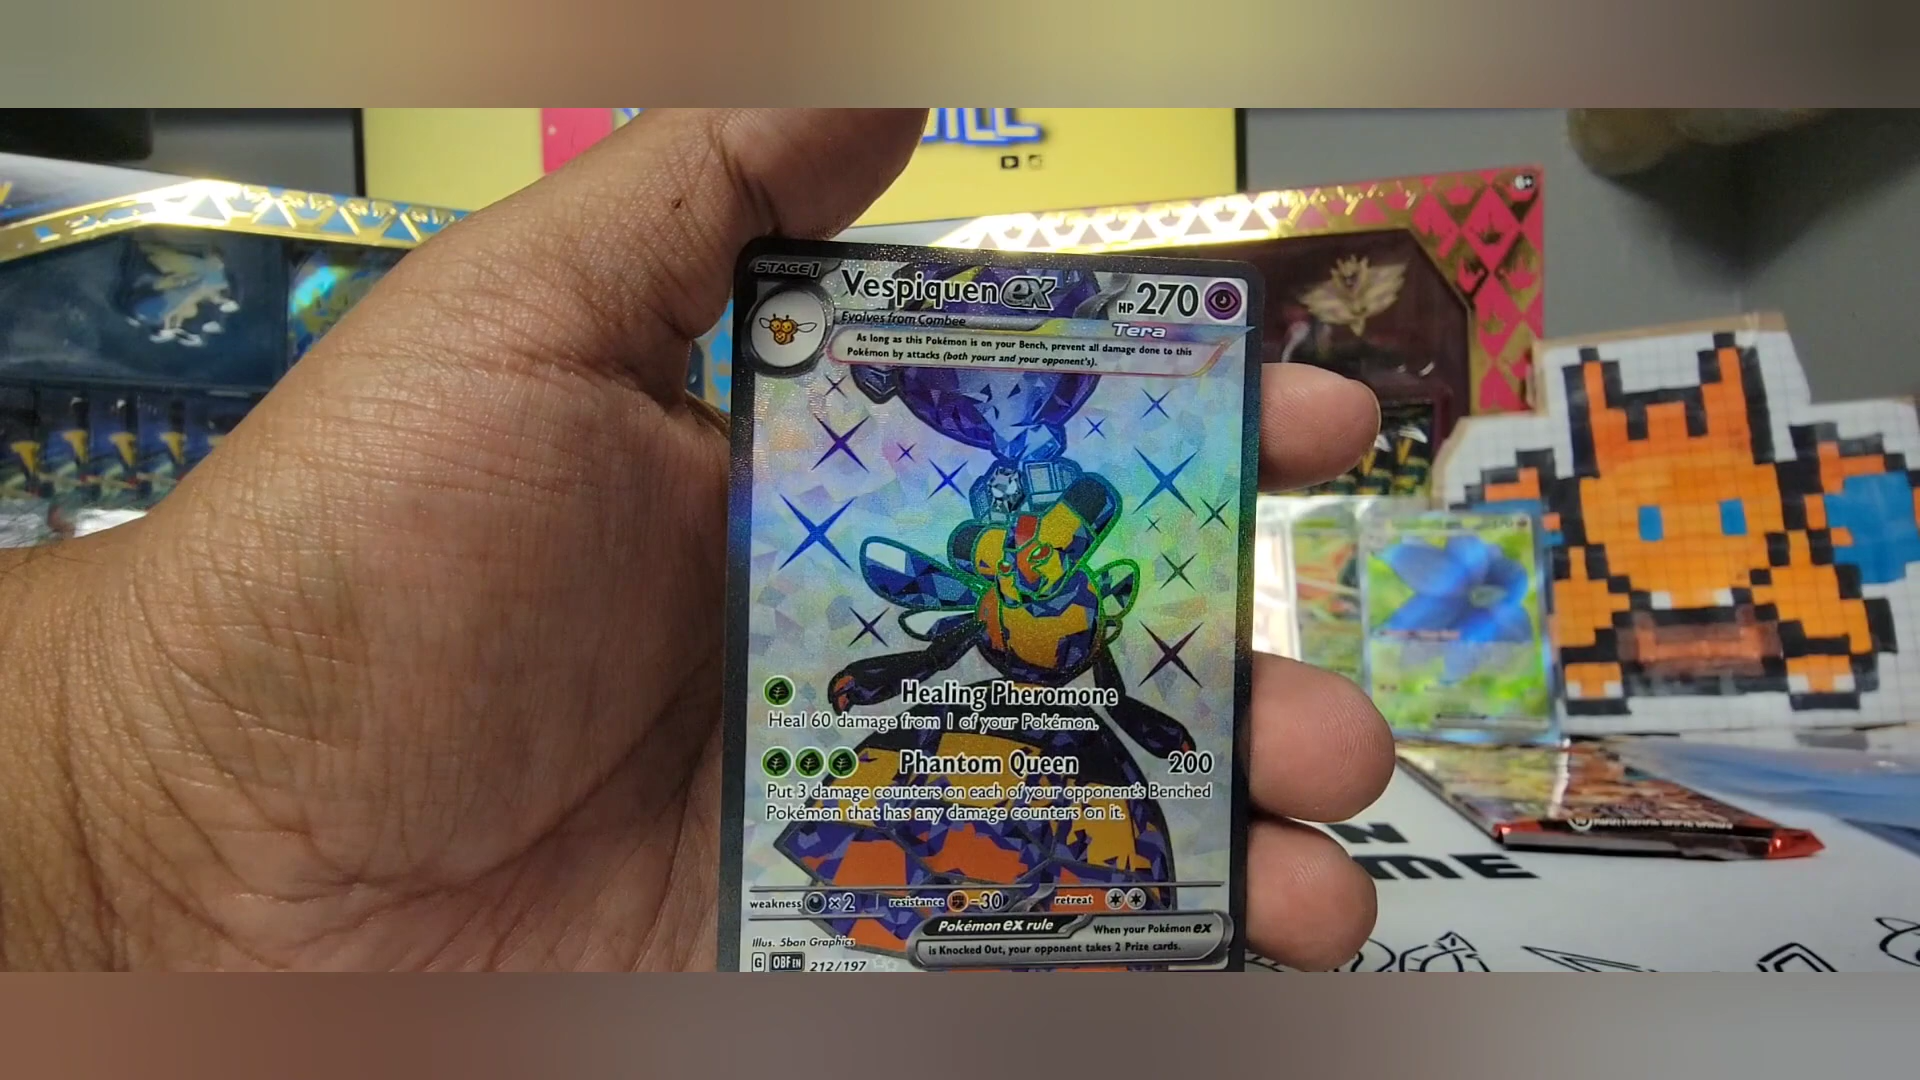 STAGE1
Vespiquen ex
HP 270
Evolves from Combee
Tera
As long as this Pokémon is on your Bench, prevent all damage done to this
Pokémon by attacks (both yours and your opponent's).
Healing Pheromone
Heal 60 damage from 1 of your Pokémon.
Phantom Queen 200
Put 3 damage counters on each of your opponent's Benched
Pokémon that has any damage counters on it.
weakness ×2 resistance -30 retreat
Pokémon ex rule When your Pokémon ex
is Knocked Out, your opponent takes 2 Prize cards.
Illus. 5ban Graphics
G OBF EN 212/197